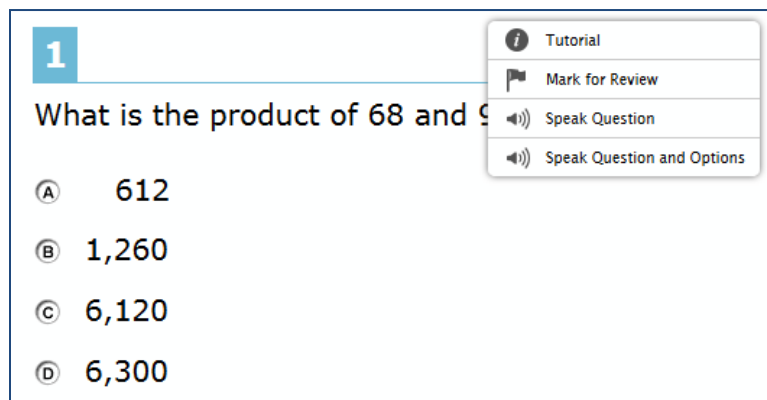 1
Tutorial
Mark for Review
What is the product of 68 and
Speak Question
Speak Question and Options
A 612
B 1,260
C 6,120
D 6,300